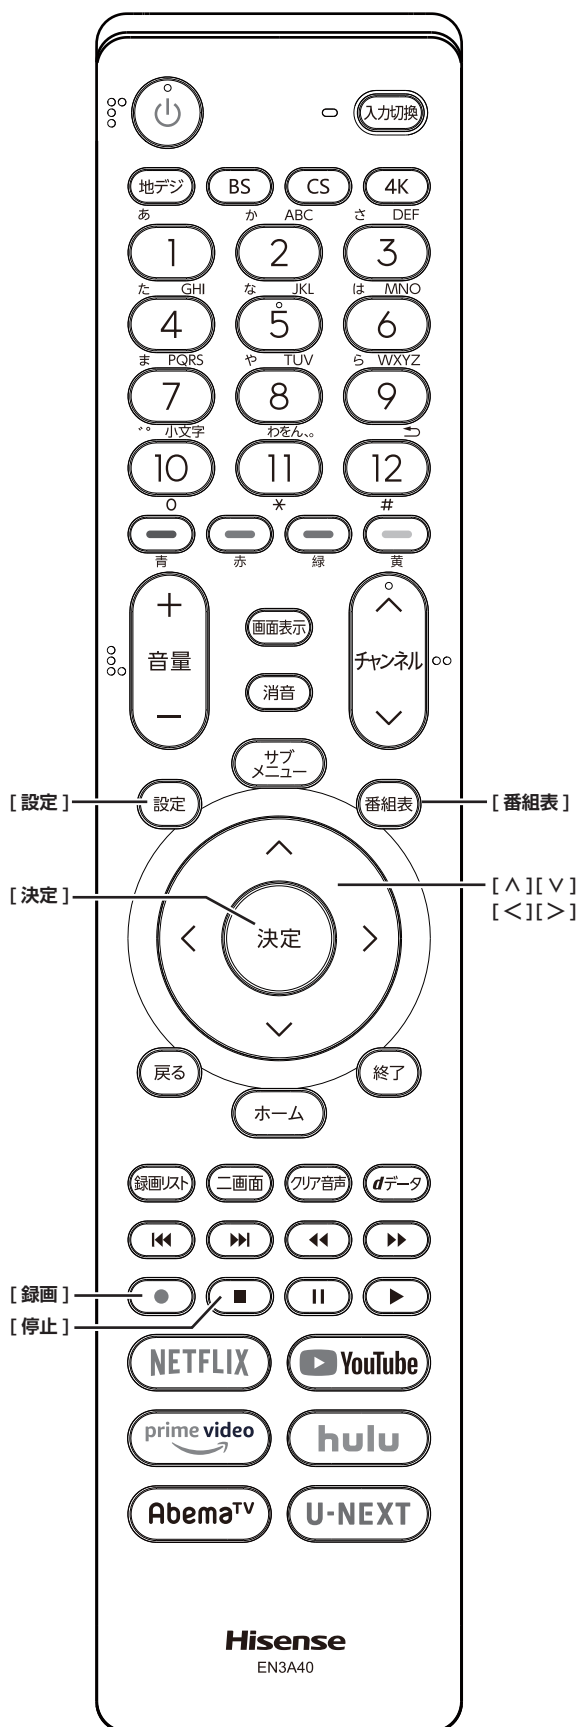 入力切換
地デジ BS CS 4K
あ か ABC さ DEF
1 2 3
た GHI な JKL は MNO
4 5 6
ま PQRS や TUV ら WXYZ
7 8 9
゛゜ 小文字 わをん、。
10 11 12
0 * #
青 赤 緑 黄
+
画面表示
音量 チャンネル
消音
−
サブ
メニュー
[ 設定 ] 設定 番組表 [ 番組表 ]
[ ∧ ][ ∨ ]
[ 決定 ] [ < ][ > ]
決定
戻る 終了
ホーム
録画リスト 二画面 クリア音声 dデータ
[ 録画 ]
[ 停止 ]
NETFLIX YouTube
prime video hulu
AbemaTV U-NEXT
Hisense
EN3A40